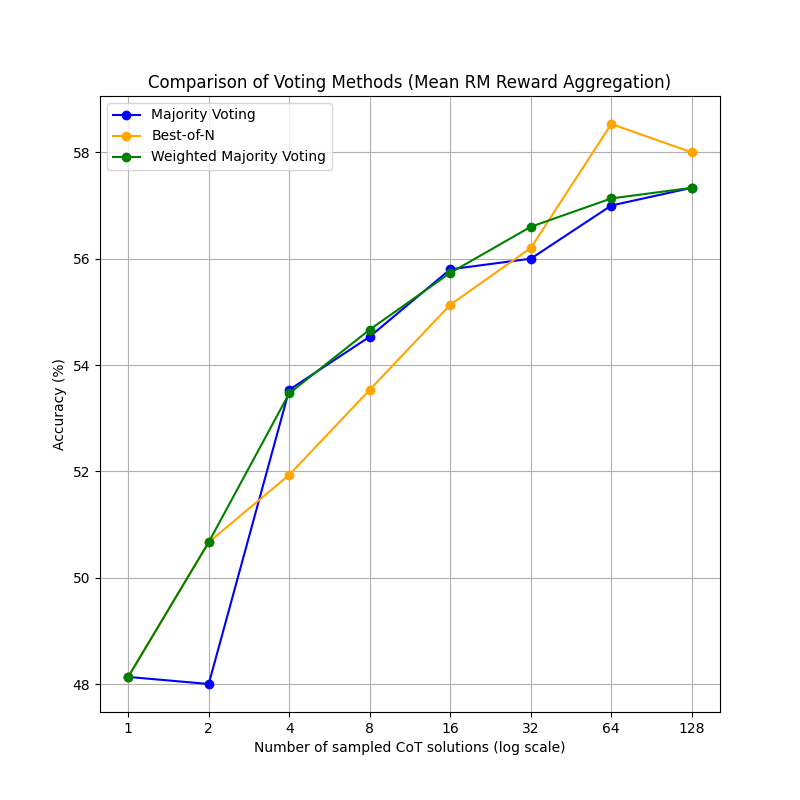 Comparison of Voting Methods (Mean RM Reward Aggregation)
Majority Voting
Best-of-N
Weighted Majority Voting
58
56
54
52
50
48
Accuracy (%)
1 2 4 8 16 32 64 128
Number of sampled CoT solutions (log scale)